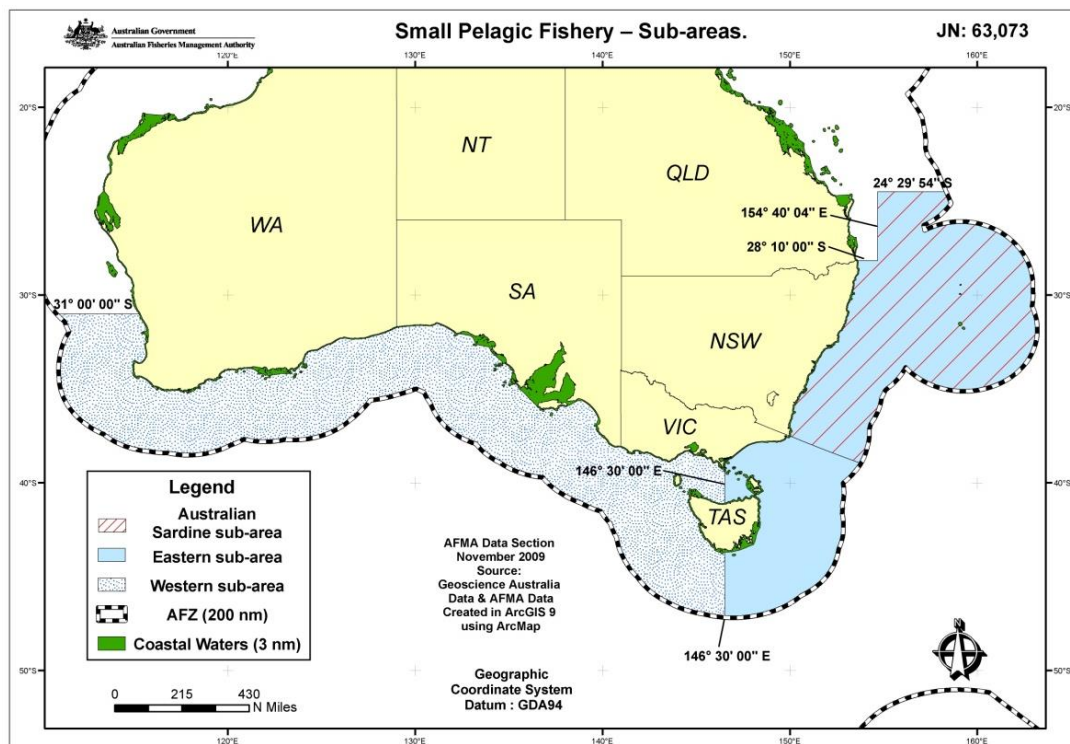 Australian Government
Australian Fisheries Management Authority
Small Pelagic Fishery – Sub-areas.
JN: 63,073
120°E
130°E
140°E
150°E
160°E
20°S
20°S
NT
QLD
24° 29' 54'' S
154° 40' 04'' E
WA
28° 10' 00'' S
SA
30°S
31° 00' 00'' S
30°S
NSW
VIC
146° 30' 00'' E
40°S
40°S
TAS
Legend
Australian
Sardine sub-area
Eastern sub-area
Western sub-area
AFZ (200 nm)
Coastal Waters (3 nm)
AFMA Data Section
November 2009
Source:
Geoscience Australia
Data & AFMA Data
Created in ArcGIS 9
using ArcMap
146° 30' 00'' E
50°S
50°S
Geographic
Coordinate System
Datum : GDA94
0 215 430
N Miles
120°E
130°E
140°E
150°E
160°E